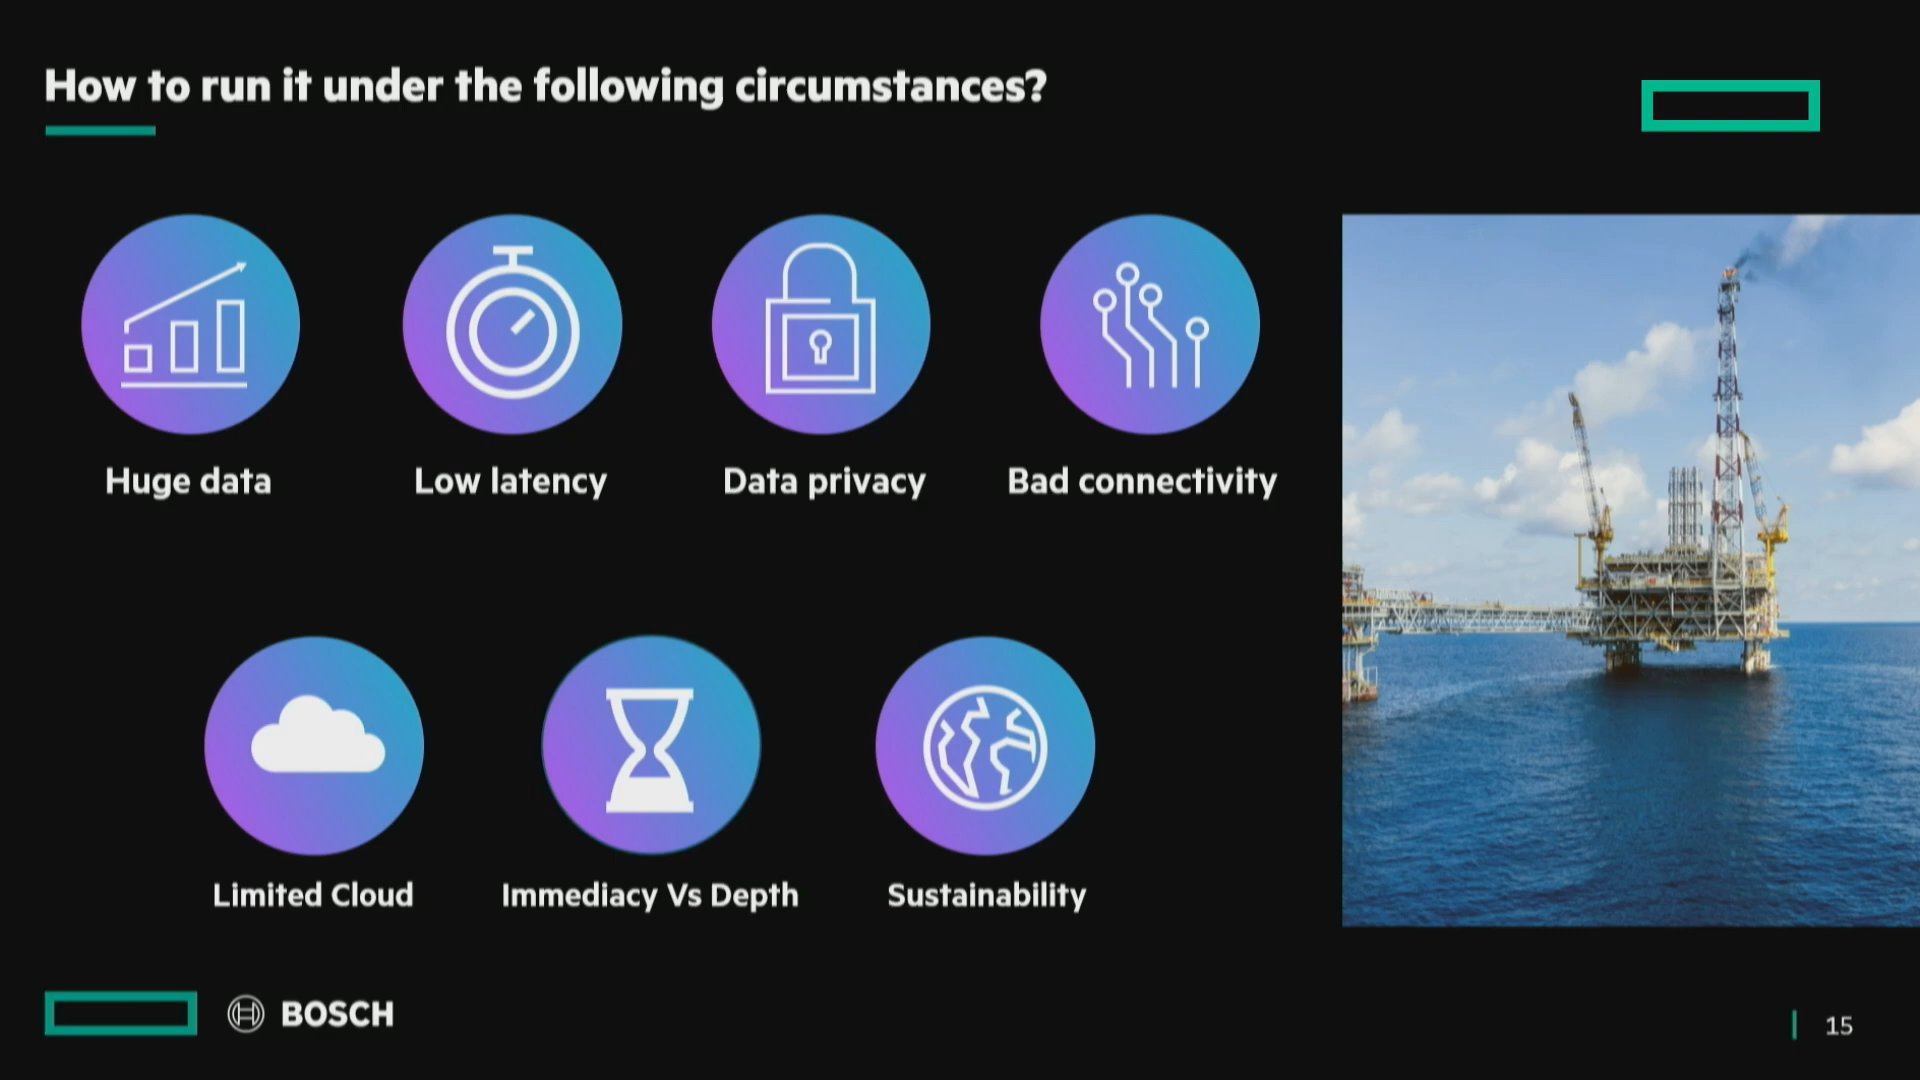 How to run it under the following circumstances?
Huge data
Low latency
Data privacy
Bad connectivity
Limited Cloud
Immediacy Vs Depth
Sustainability
BOSCH
15